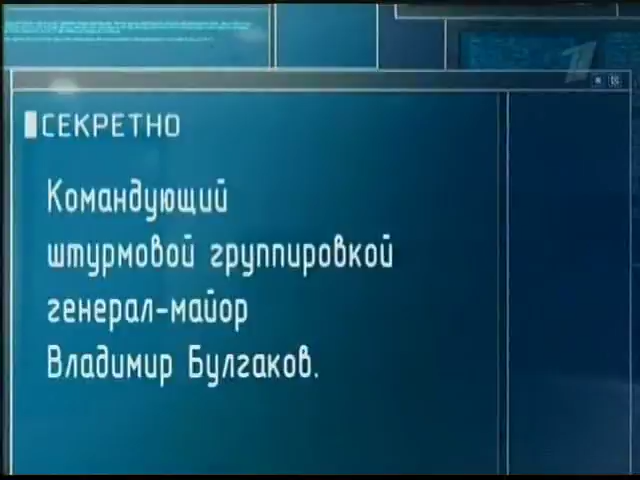 СЕКРЕТНО
Командующий
штурмовой группировкой
генерал-майор
Владимир Булгаков.